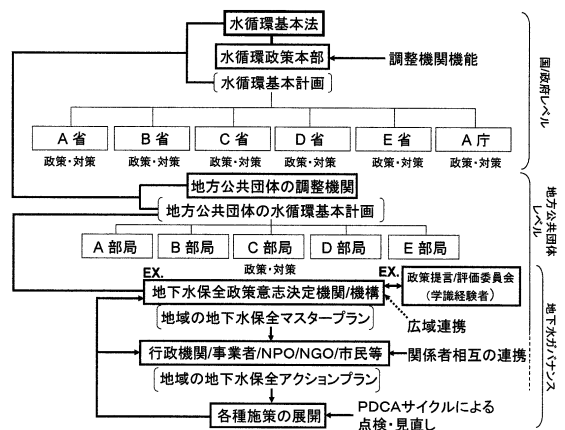 水循環基本法
水循環政策本部
調整機関機能
水循環基本計画
国/政府レベル
A省
B省
C省
D省
E省
A庁
政策・対策
政策・対策
政策・対策
政策・対策
政策・対策
政策・対策
地方公共団体の調整機関
地方公共団体の水循環基本計画
地方公共団体
レベル
A部局
B部局
C部局
D部局
E部局
政策・対策
EX.
EX.
地下水保全政策意志決定機関/機構
政策提言/評価委員会
(学識経験者)
地域の地下水保全マスタープラン
広域連携
地下水ガバナンス
行政機関/事業者/NPO/NGO/市民等
関係者相互の連携
地域の地下水保全アクションプラン
各種施策の展開
PDCAサイクルによる
点検・見直し